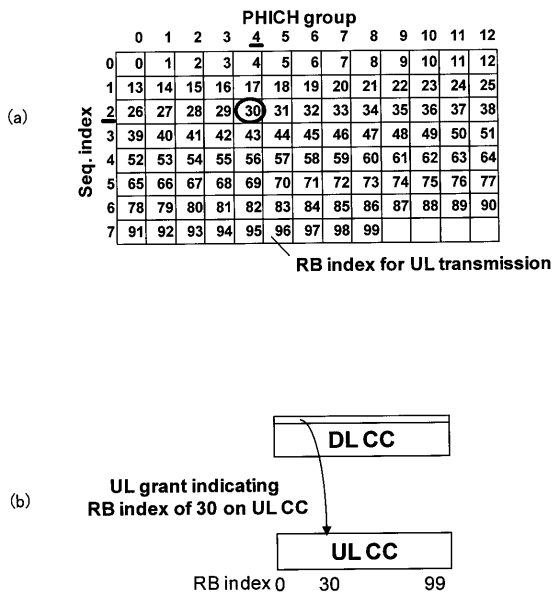 PHICH group
0 1 2 3 4 5 6 7 8 9 10 11 12
(a)
Seq. index
0 0 1 2 3 4 5 6 7 8 9 10 11 12
1 13 14 15 16 17 18 19 20 21 22 23 24 25
2 26 27 28 29 30 31 32 33 34 35 36 37 38
3 39 40 41 42 43 44 45 46 47 48 49 50 51
4 52 53 54 55 56 57 58 59 60 61 62 63 64
5 65 66 67 68 69 70 71 72 73 74 75 76 77
6 78 79 80 81 82 83 84 85 86 87 88 89 90
7 91 92 93 94 95 96 97 98 99
RB index for UL transmission
DL CC
UL grant indicating
RB index of 30 on UL CC
(b)
UL CC
RB index 0 30 99